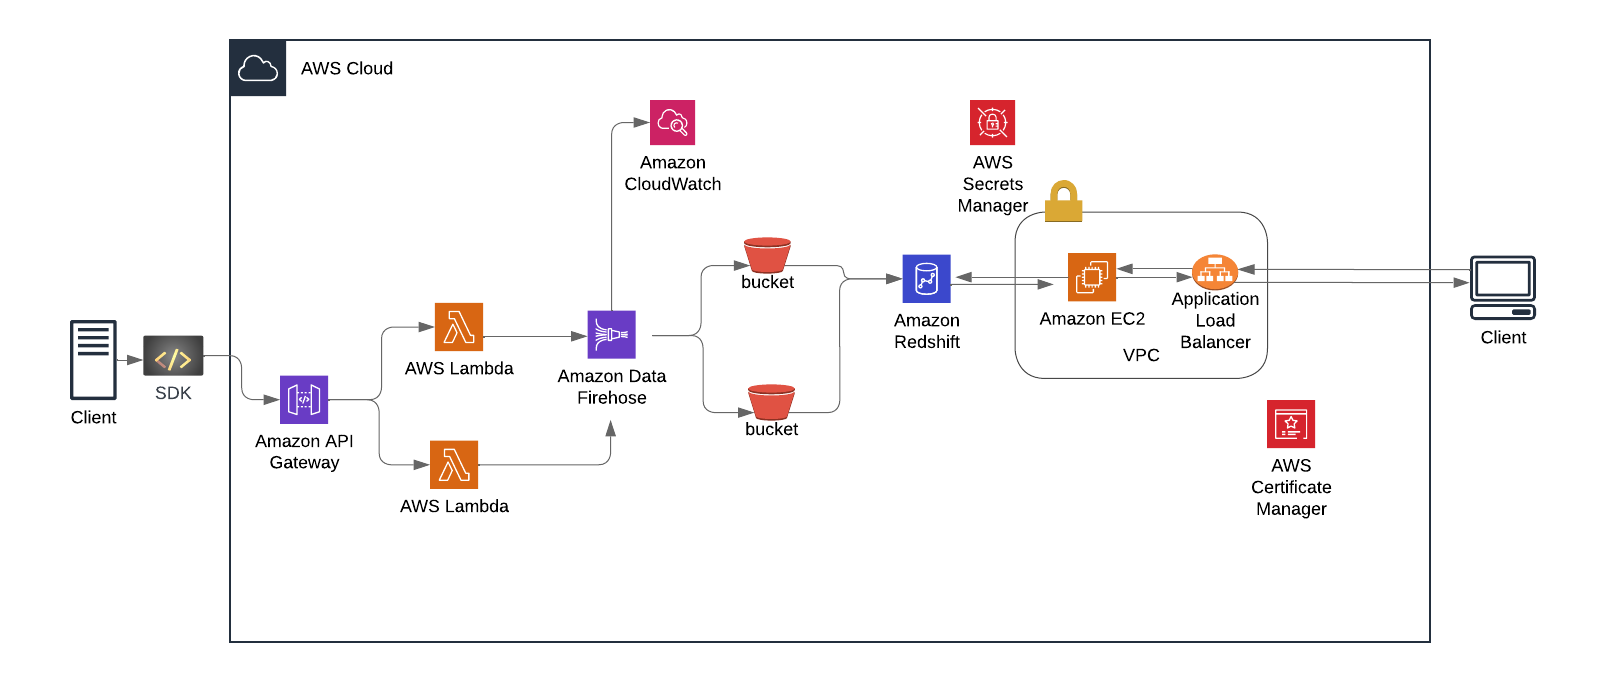 AWS Cloud
Amazon
CloudWatch
AWS
Secrets
Manager
bucket
Amazon
Redshift
Amazon EC2
Application
Load
Balancer
VPC
Client
AWS Lambda
Amazon Data
Firehose
</>
SDK
Client
</>
Amazon API
Gateway
bucket
AWS Lambda
AWS
Certificate
Manager